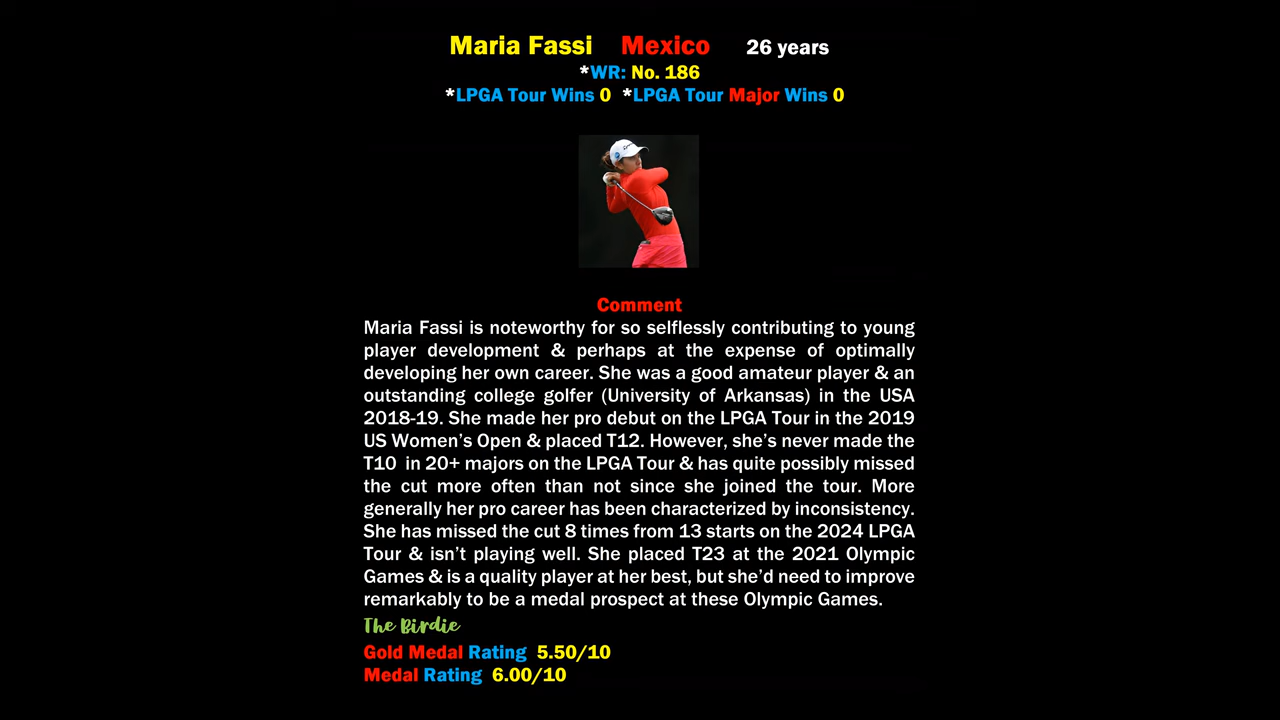 Maria Fassi Mexico 26 years
*WR: No. 186
*LPGA Tour Wins 0 *LPGA Tour Major Wins 0
Comment
Maria Fassi is noteworthy for so selflessly contributing to young
player development & perhaps at the expense of optimally
developing her own career. She was a good amateur player & an
outstanding college golfer (University of Arkansas) in the USA
2018-19. She made her pro debut on the LPGA Tour in the 2019
US Women’s Open & placed T12. However, she’s never made the
T10 in 20+ majors on the LPGA Tour & has quite possibly missed
the cut more often than not since she joined the tour. More
generally her pro career has been characterized by inconsistency.
She has missed the cut 8 times from 13 starts on the 2024 LPGA
Tour & isn’t playing well. She placed T23 at the 2021 Olympic
Games & is a quality player at her best, but she’d need to improve
remarkably to be a medal prospect at these Olympic Games.
The Birdie
Gold Medal Rating 5.50/10
Medal Rating 6.00/10